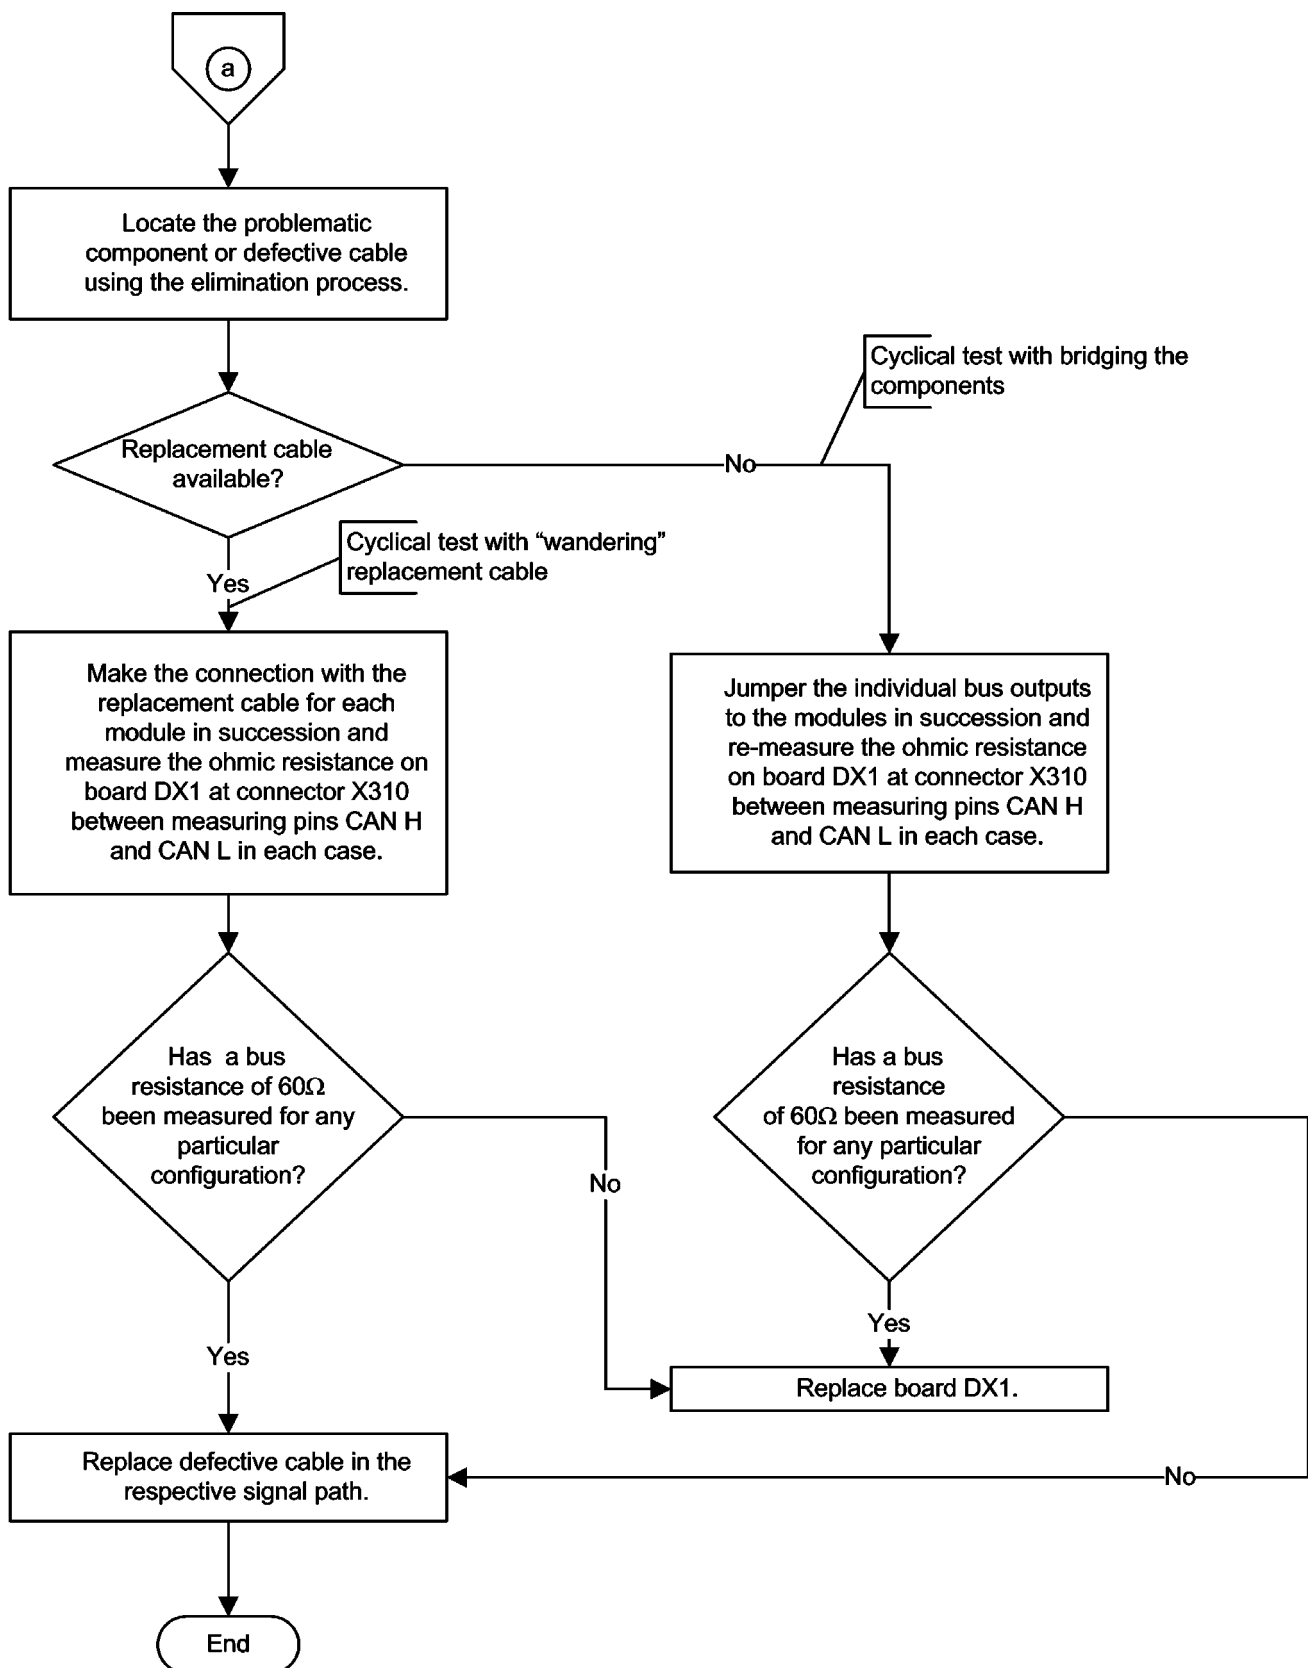 a
Locate the problematic
component or defective cable
using the elimination process.
Cyclical test with bridging the
components
Replacement cable
available?
No
Cyclical test with “wandering”
replacement cable
Yes
Make the connection with the
replacement cable for each
module in succession and
measure the ohmic resistance on
board DX1 at connector X310
between measuring pins CAN H
and CAN L in each case.
Jumper the individual bus outputs
to the modules in succession and
re-measure the ohmic resistance
on board DX1 at connector X310
between measuring pins CAN H
and CAN L in each case.
Has a bus
resistance of 60Ω
been measured for any
particular
configuration?
No
Has a bus
resistance
of 60Ω been measured
for any particular
configuration?
Yes
Yes
Replace board DX1.
Replace defective cable in the
respective signal path.
No
End